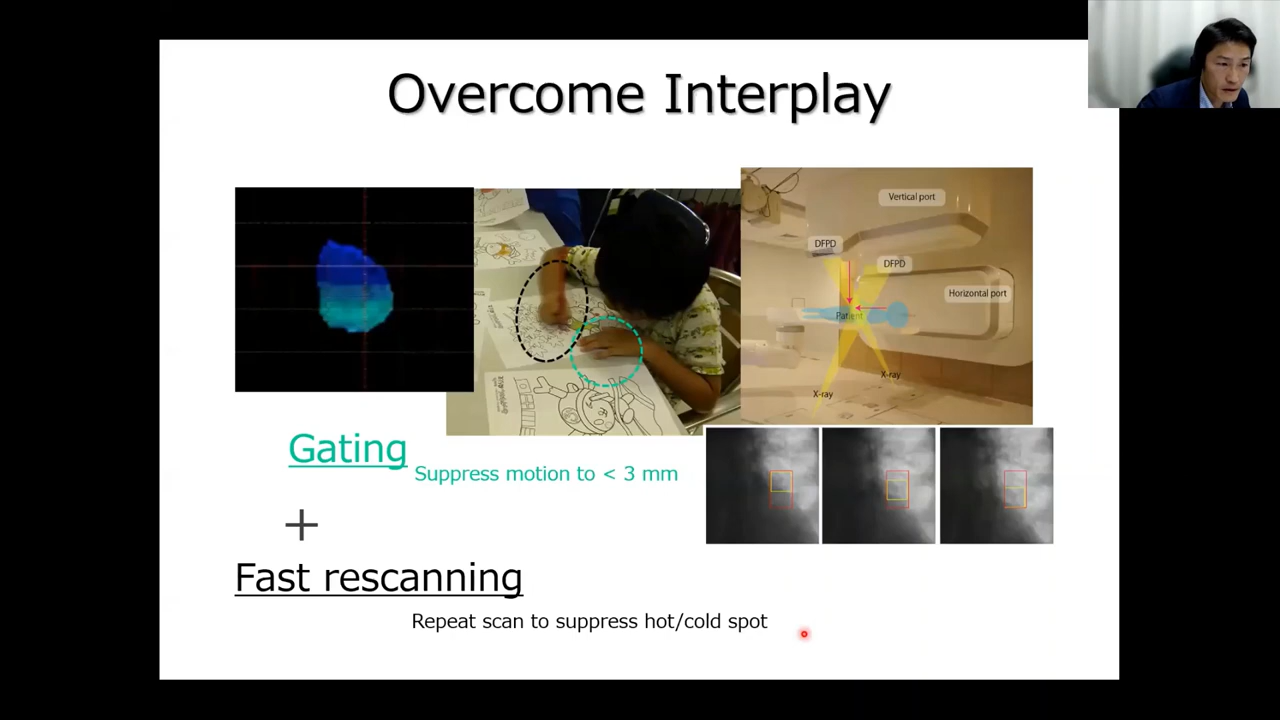 Overcome Interplay
Vertical port
DFPD
DFPD
Horizontal port
Patient
X-ray
X-ray
Gating
Suppress motion to < 3 mm
+
Fast rescanning
Repeat scan to suppress hot/cold spot